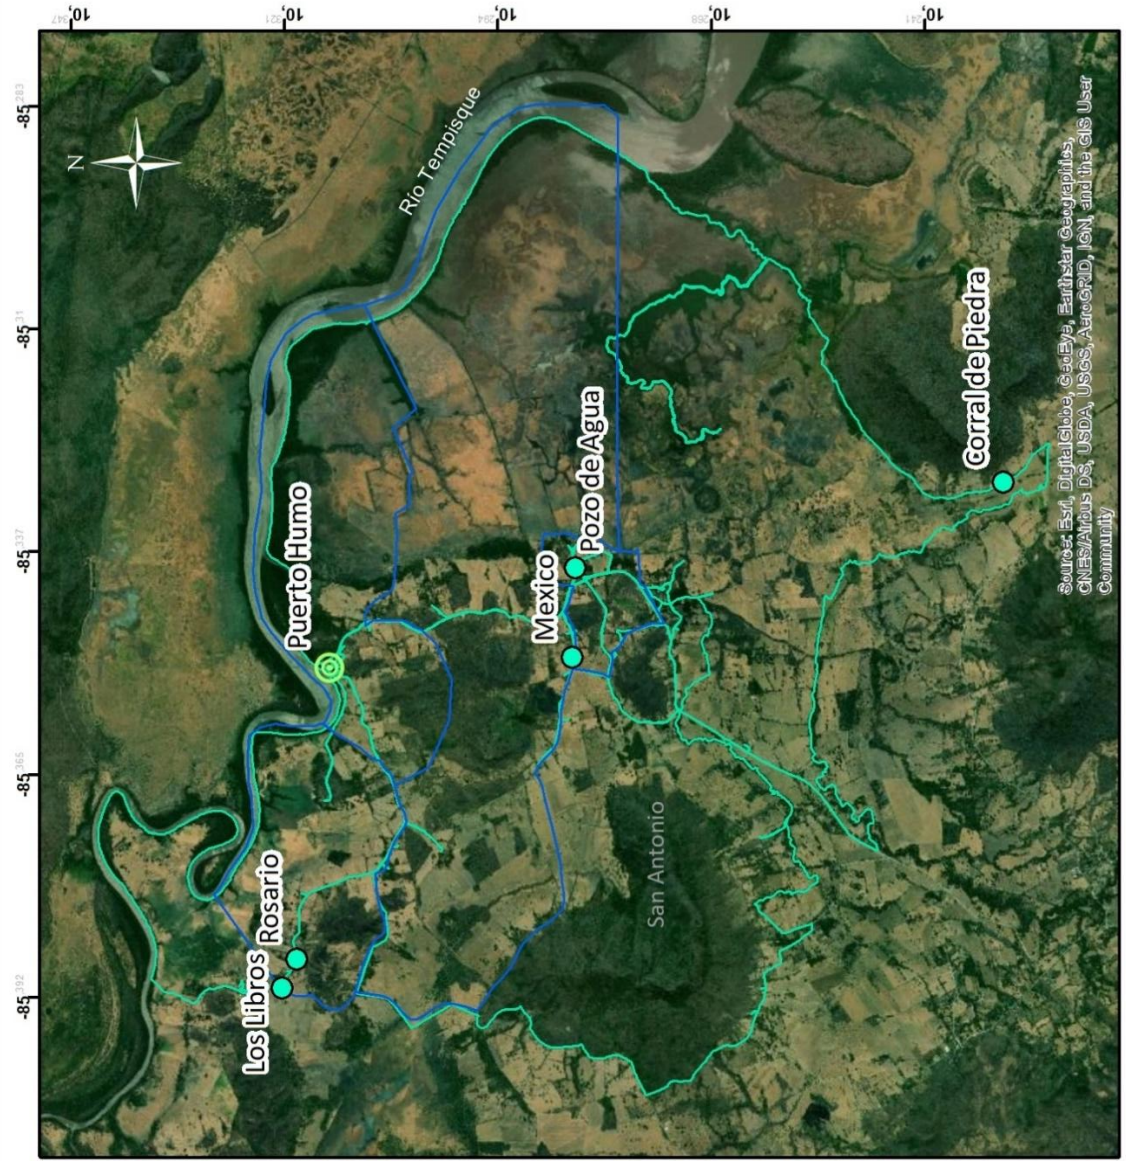 10,347
10,321
10,294
10,268
10,241
-85,283
-85,31
-85,337
-85,365
-85,392
N
Río Tempisque
Puerto Humo
Corral de Piedra
Pozo de Agua
Mexico
Rosario
Los Libros
San Antonio
Source: Esri, DigitalGlobe, GeoEye, Earthstar Geographics,
CNES/Airbus DS, USDA, USGS, AeroGRID, IGN, and the GIS User
Community